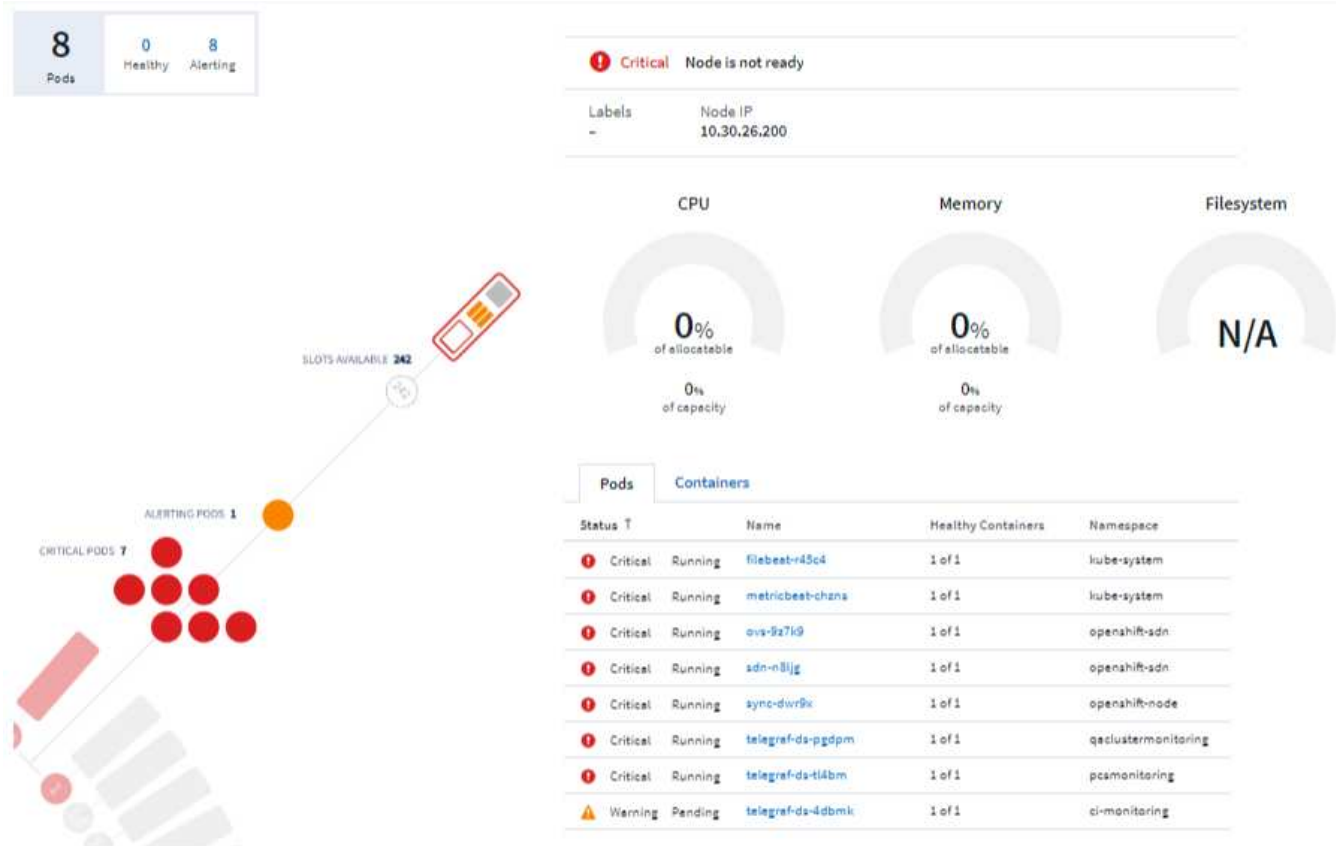 8
Pods
0
Healthy
8
Alerting
Critical Node is not ready
Labels
-
Node IP
10.30.26.200
CPU
0%
of allocatable
0%
of capacity
Memory
0%
of allocatable
0%
of capacity
Filesystem
N/A
SLOTS AVAILABLE 242
242
ALERTING PODS 1
CRITICAL PODS 7
Pods Containers
Status ↑ Name Healthy Containers Namespace
Critical Running filebeat-r45c4 1 of 1 kube-system
Critical Running metricbeat-chzns 1 of 1 kube-system
Critical Running ovs-9z7k9 1 of 1 openshift-sdn
Critical Running sdn-n8ljg 1 of 1 openshift-sdn
Critical Running sync-dwr9x 1 of 1 openshift-node
Critical Running telegraf-ds-pgdpm 1 of 1 qaclustermonitoring
Critical Running telegraf-ds-tl4bm 1 of 1 pcsmonitoring
Warning Pending telegraf-ds-4dbmk 1 of 1 ci-monitoring